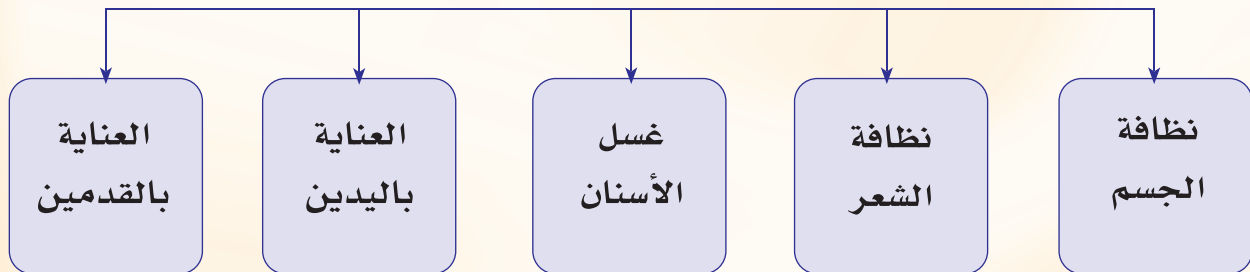 نظافة
الجسم
نظافة
الشعر
غسل
الأسنان
العناية
باليدين
العناية
بالقدمين